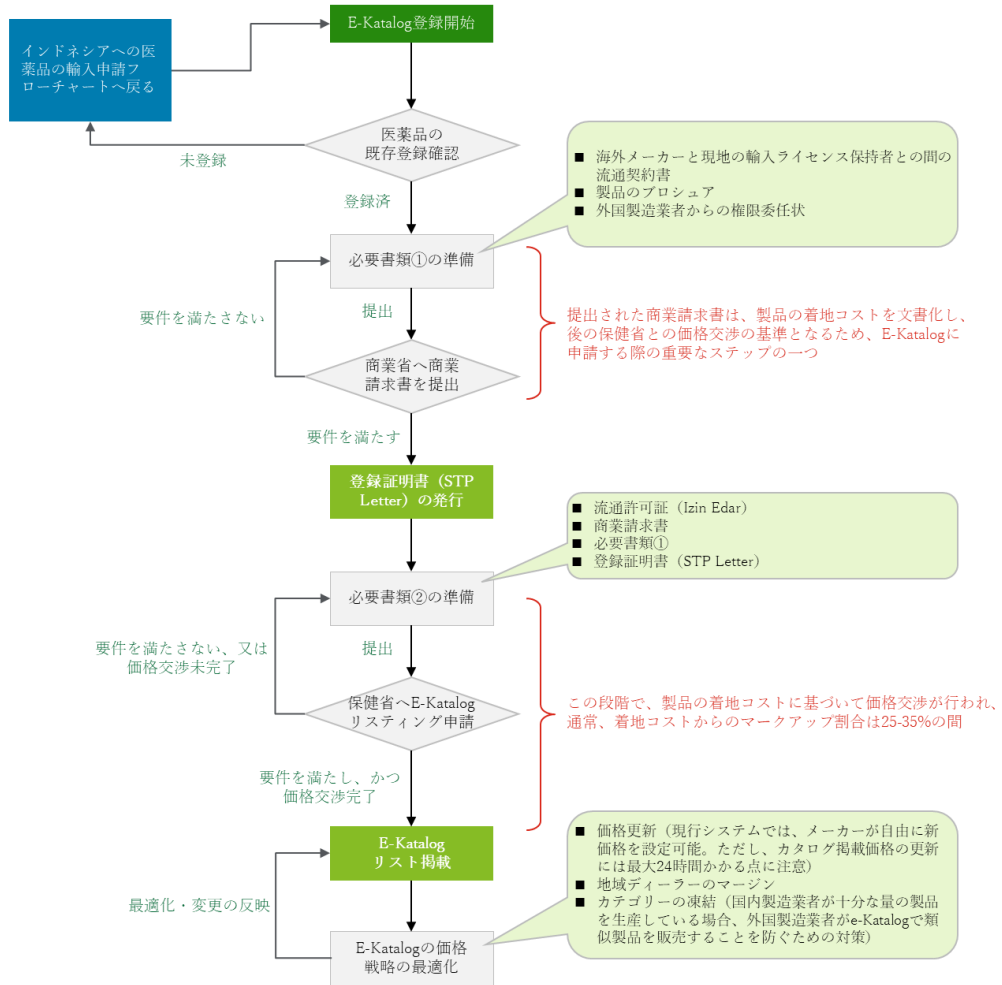 E-Katalog登録開始
インドネシアへの医
薬品の輸入申請フ
ローチャートへ戻る
医薬品の
既存登録確認
未登録
登録済
■ 海外メーカーと現地の輸入ライセンス保持者との間の
流通契約書
■ 製品のブロシュア
■ 外国製造業者からの権限委任状
必要書類①の準備
要件を満たさない
提出
提出された商業請求書は、製品の着地コストを文書化し、
後の保健省との価格交渉の基準となるため、E-Katalogに
申請する際の重要なステップの一つ
商業省へ商業
請求書を提出
要件を満たす
登録証明書（STP
Letter）の発行
■ 流通許可証（Izin Edar）
■ 商業請求書
■ 必要書類①
■ 登録証明書（STP Letter）
必要書類②の準備
要件を満たさない、又は
価格交渉未完了
提出
保健省へE-Katalog
リスティング申請
この段階で、製品の着地コストに基づいて価格交渉が行われ、
通常、着地コストからのマークアップ割合は25-35%の間
要件を満たし、かつ
価格交渉完了
E-Katalog
リスト掲載
■ 価格更新（現行システムでは、メーカーが自由に新
価格を設定可能。ただし、カタログ掲載価格の更新
には最大24時間かかる点に注意）
■ 地域ディーラーのマージン
■ カテゴリーの凍結（国内製造業者が十分な量の製品
を生産している場合、外国製造業者がe-Katalogで類
似製品を販売することを防ぐための対策）
最適化・変更の反映
E-Katalogの価格
戦略の最適化